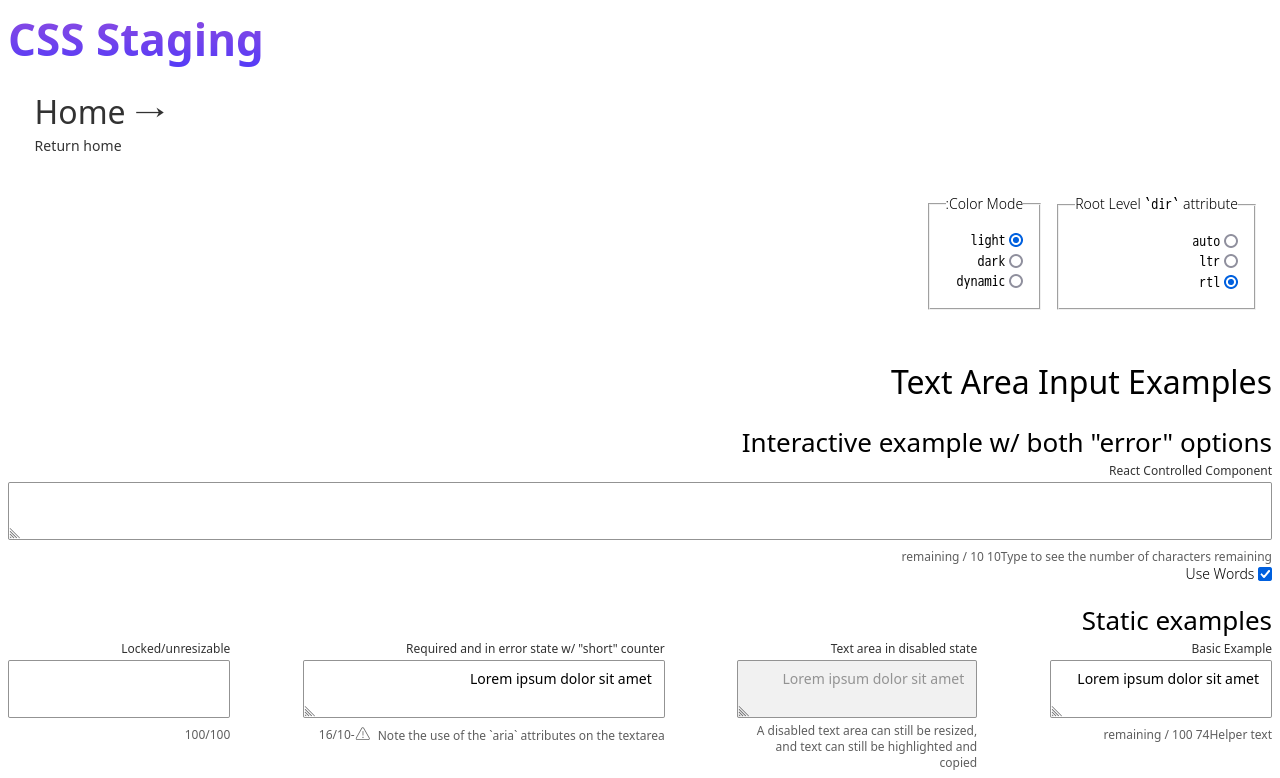 CSS Staging
Home →
Return home
Root Level `dir` attribute
auto
ltr
rtl
:Color Mode
light
dark
dynamic
Text Area Input Examples
Interactive example w/ both "error" options
React Controlled Component
remaining / 10 10Type to see the number of characters remaining
Use Words
Static examples
Basic Example
Lorem ipsum dolor sit amet
remaining / 100 74Helper text
Text area in disabled state
Lorem ipsum dolor sit amet
A disabled text area can still be resized,
and text can still be highlighted and
copied
Required and in error state w/ "short" counter
Lorem ipsum dolor sit amet
16/10-⚠ Note the use of the `aria` attributes on the textarea
Locked/unresizable
100/100